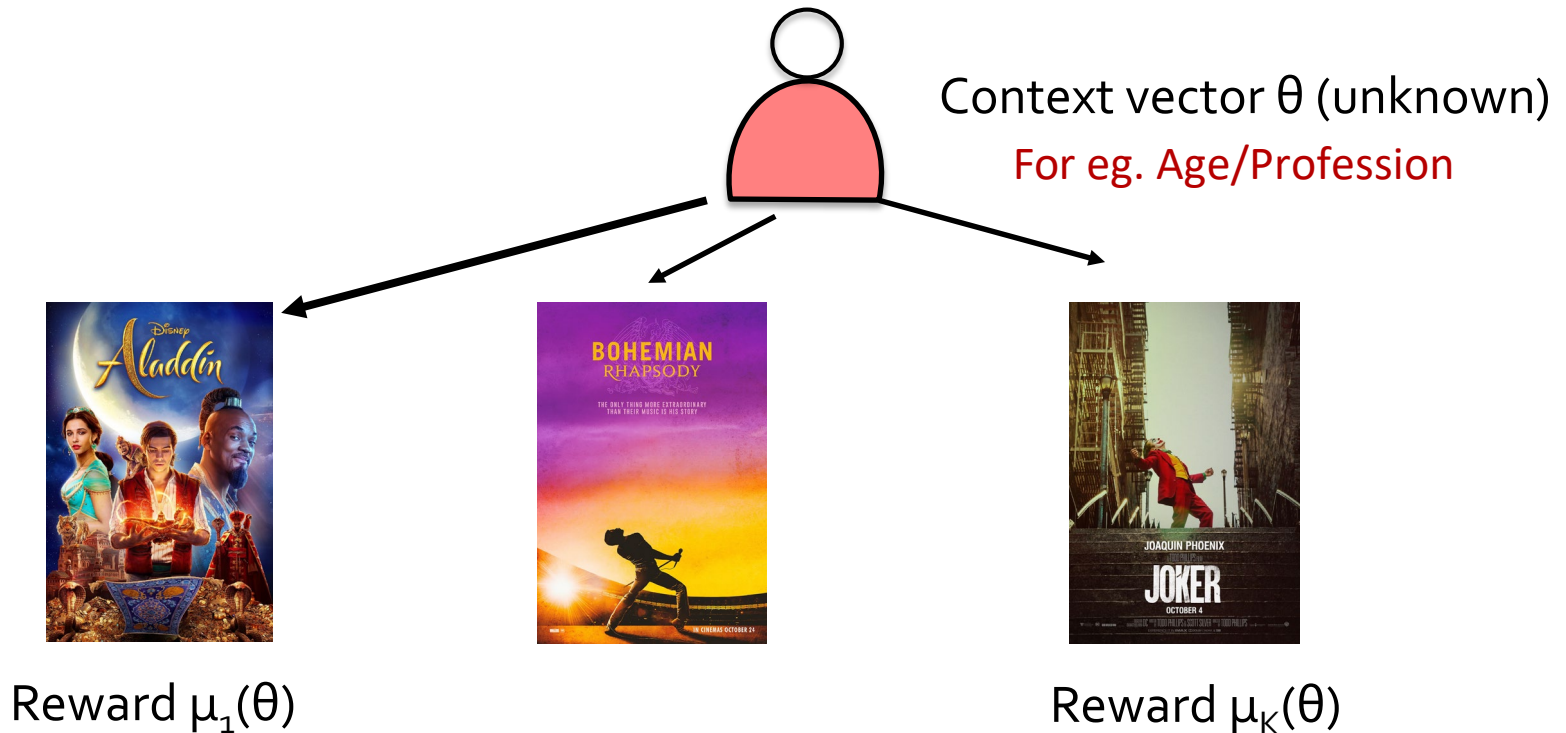 Context vector θ (unknown)
For eg. Age/Profession
Disney
Aladdin
BOHEMIAN
RHAPSODY
THE ONLY THING MORE EXTRAORDINARY
THAN THEIR MUSIC IS HIS STORY
IN CINEMAS OCTOBER 24
JOAQUIN PHOENIX
JOKER
OCTOBER 4
Reward μ₁(θ)
Reward μ_K(θ)